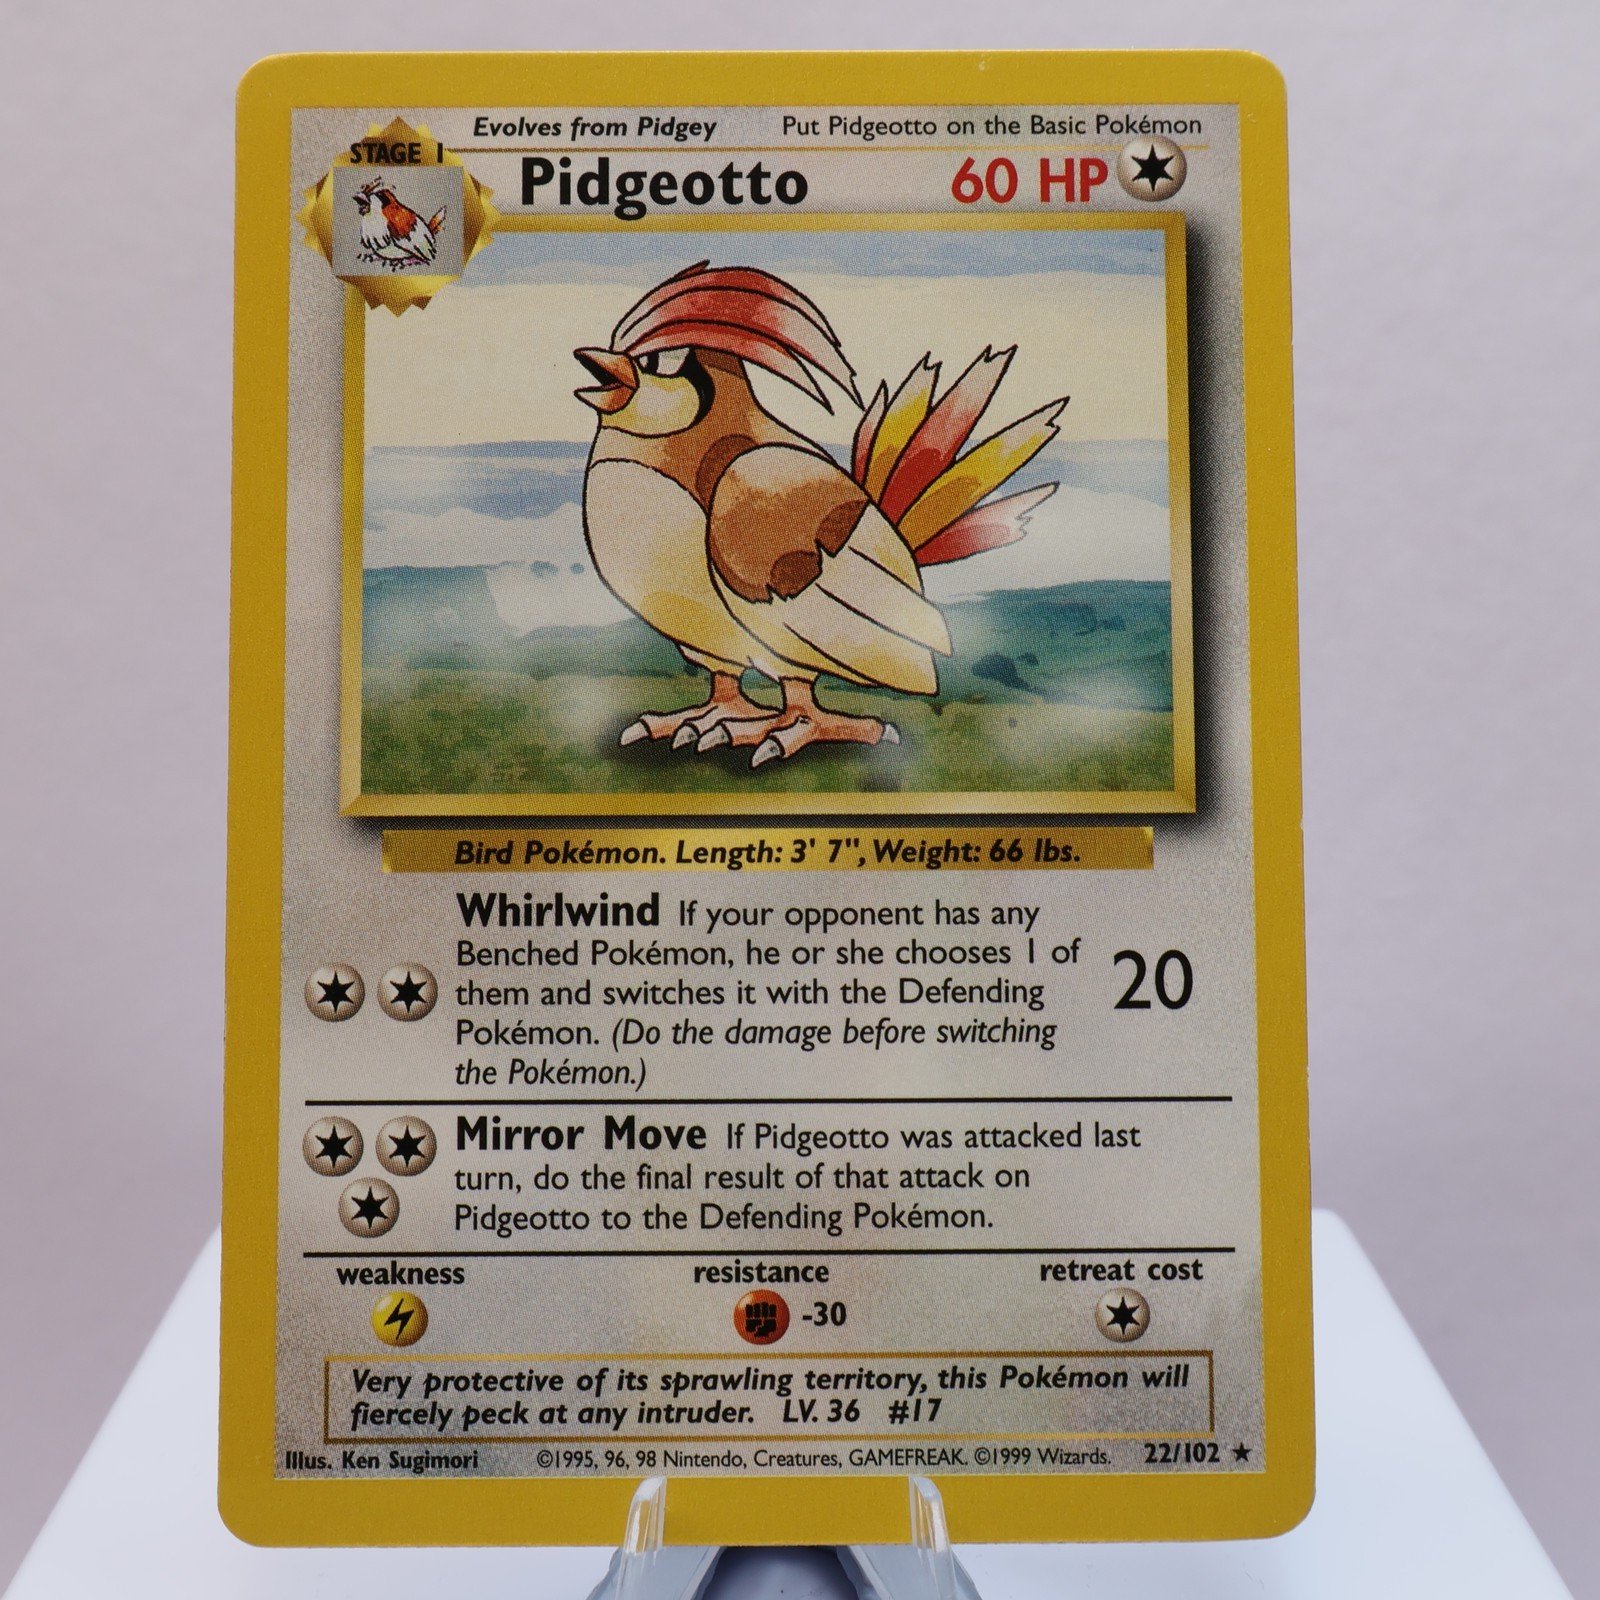 Evolves from Pidgey Put Pidgeotto on the Basic Pokémon
STAGE 1
Pidgeotto 60 HP
Bird Pokémon. Length: 3' 7", Weight: 66 lbs.
Whirlwind If your opponent has any
Benched Pokémon, he or she chooses 1 of
them and switches it with the Defending
Pokémon. (Do the damage before switching
the Pokémon.)
20
Mirror Move If Pidgeotto was attacked last
turn, do the final result of that attack on
Pidgeotto to the Defending Pokémon.
weakness resistance retreat cost
-30
Very protective of its sprawling territory, this Pokémon will
fiercely peck at any intruder. LV. 36 #17
Illus. Ken Sugimori ©1995, 96, 98 Nintendo, Creatures, GAMEFREAK. ©1999 Wizards. 22/102 ★